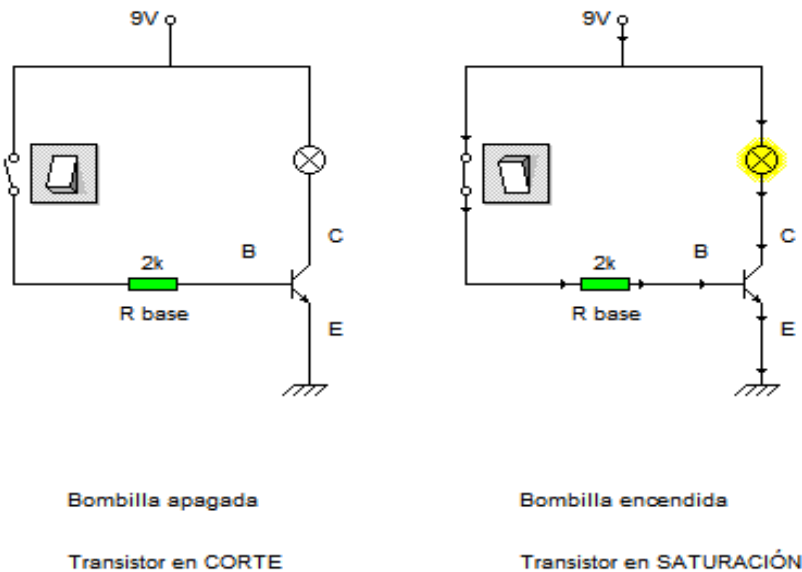 9V
C
B
2k
R base
E
Bombilla apagada
Transistor en CORTE
9V
C
B
2k
R base
E
Bombilla encendida
Transistor en SATURACIÓN